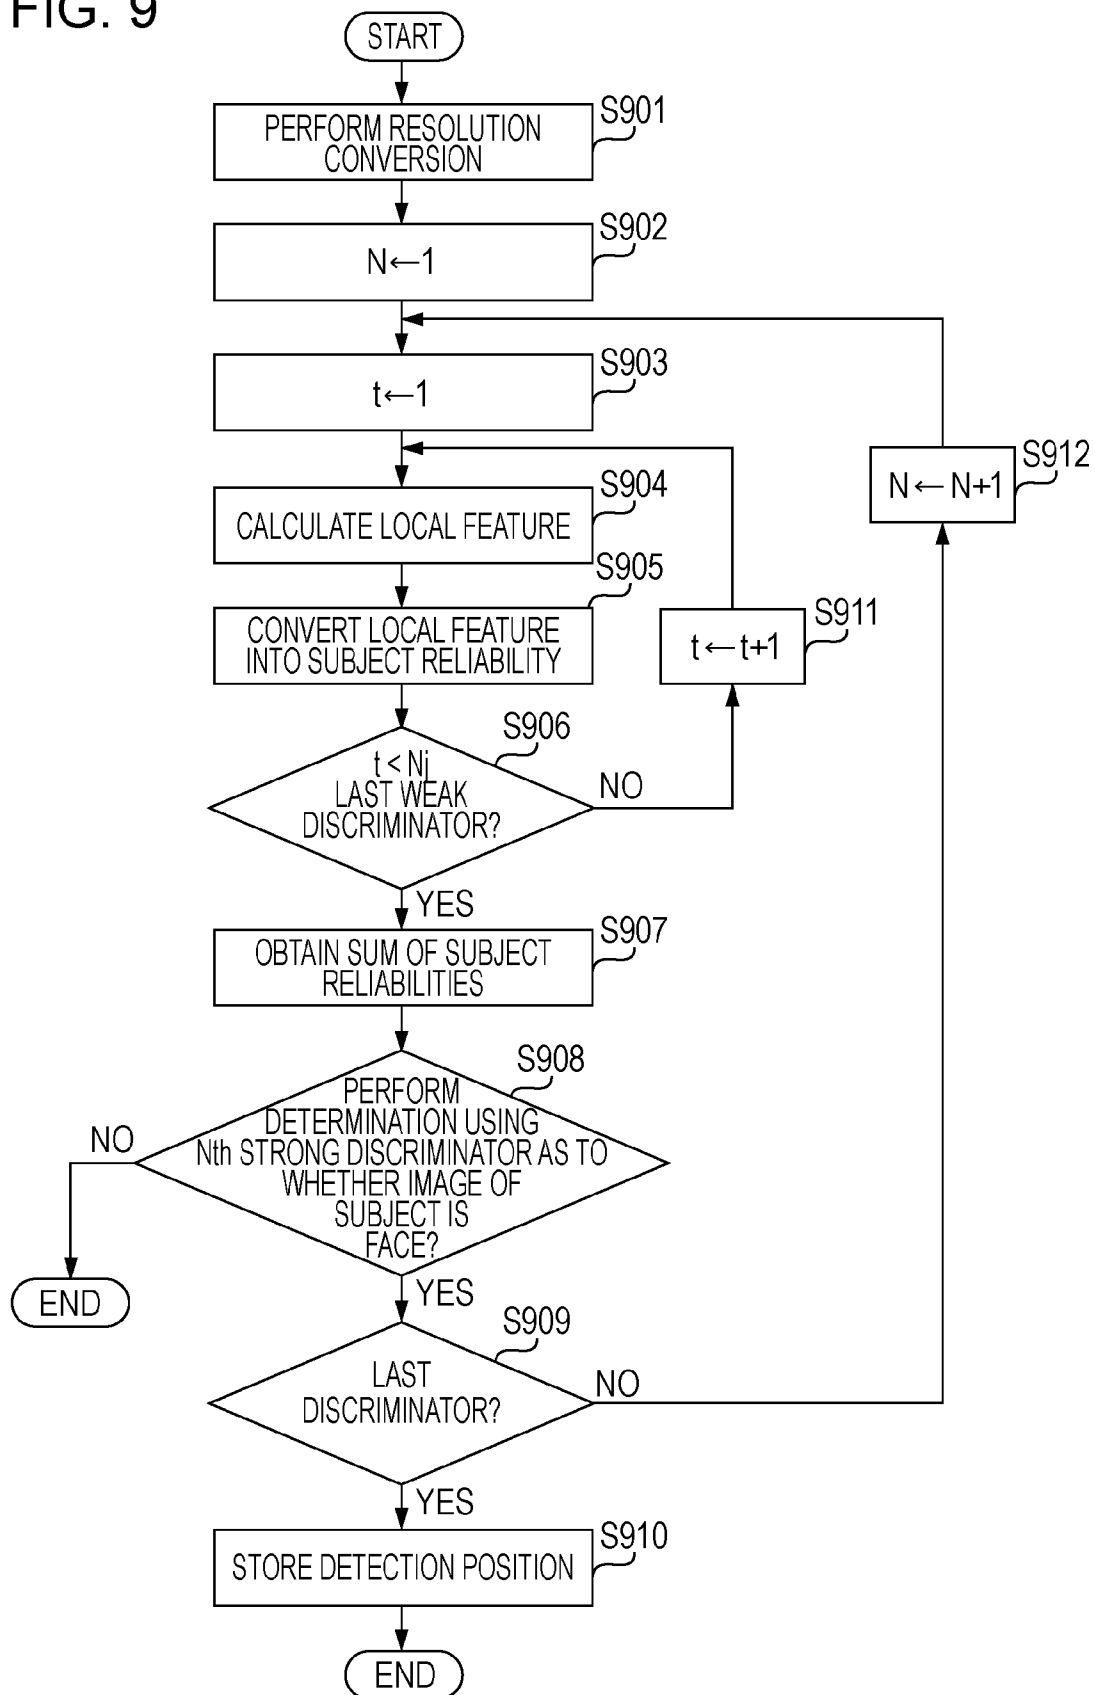 FIG. 9
START
PERFORM RESOLUTION
CONVERSION
S901
N←1
S902
t←1
S903
CALCULATE LOCAL FEATURE
S904
CONVERT LOCAL FEATURE
INTO SUBJECT RELIABILITY
S905
t < Nj
LAST WEAK
DISCRIMINATOR?
S906
NO
t←t+1
S911
N←N+1
S912
YES
OBTAIN SUM OF SUBJECT
RELIABILITIES
S907
PERFORM
DETERMINATION USING
Nth STRONG DISCRIMINATOR AS TO
WHETHER IMAGE OF
SUBJECT IS
FACE?
S908
NO
END
YES
LAST
DISCRIMINATOR?
S909
NO
YES
STORE DETECTION POSITION
S910
END